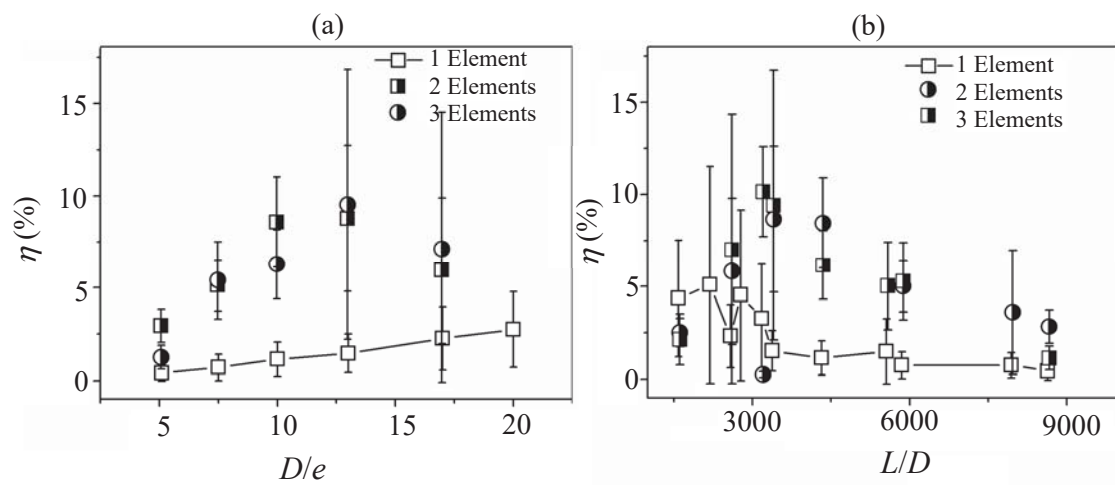 (a)
1 Element
2 Elements
3 Elements
15
10
5
0
η (%)
5
10
15
20
D/e
(b)
1 Element
2 Elements
3 Elements
15
10
5
0
η (%)
3000
6000
9000
L/D